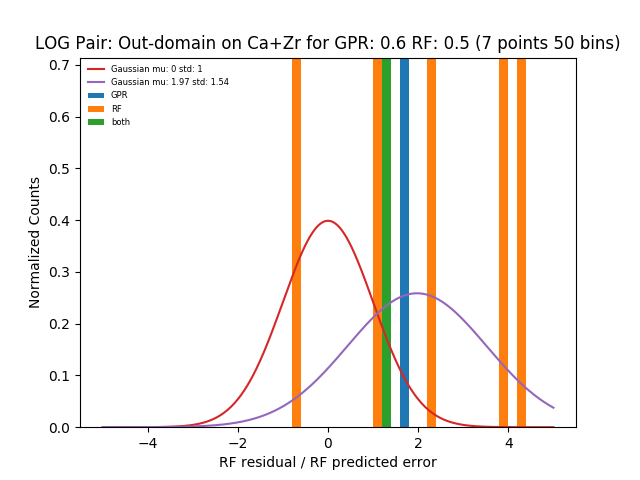 LOG Pair: Out-domain on Ca+Zr for GPR: 0.6 RF: 0.5 (7 points 50 bins)
Gaussian mu: 0 std: 1
Gaussian mu: 1.97 std: 1.54
GPR
RF
both
Normalized Counts
0.7
0.6
0.5
0.4
0.3
0.2
0.1
0.0
−4
−2
0
2
4
RF residual / RF predicted error